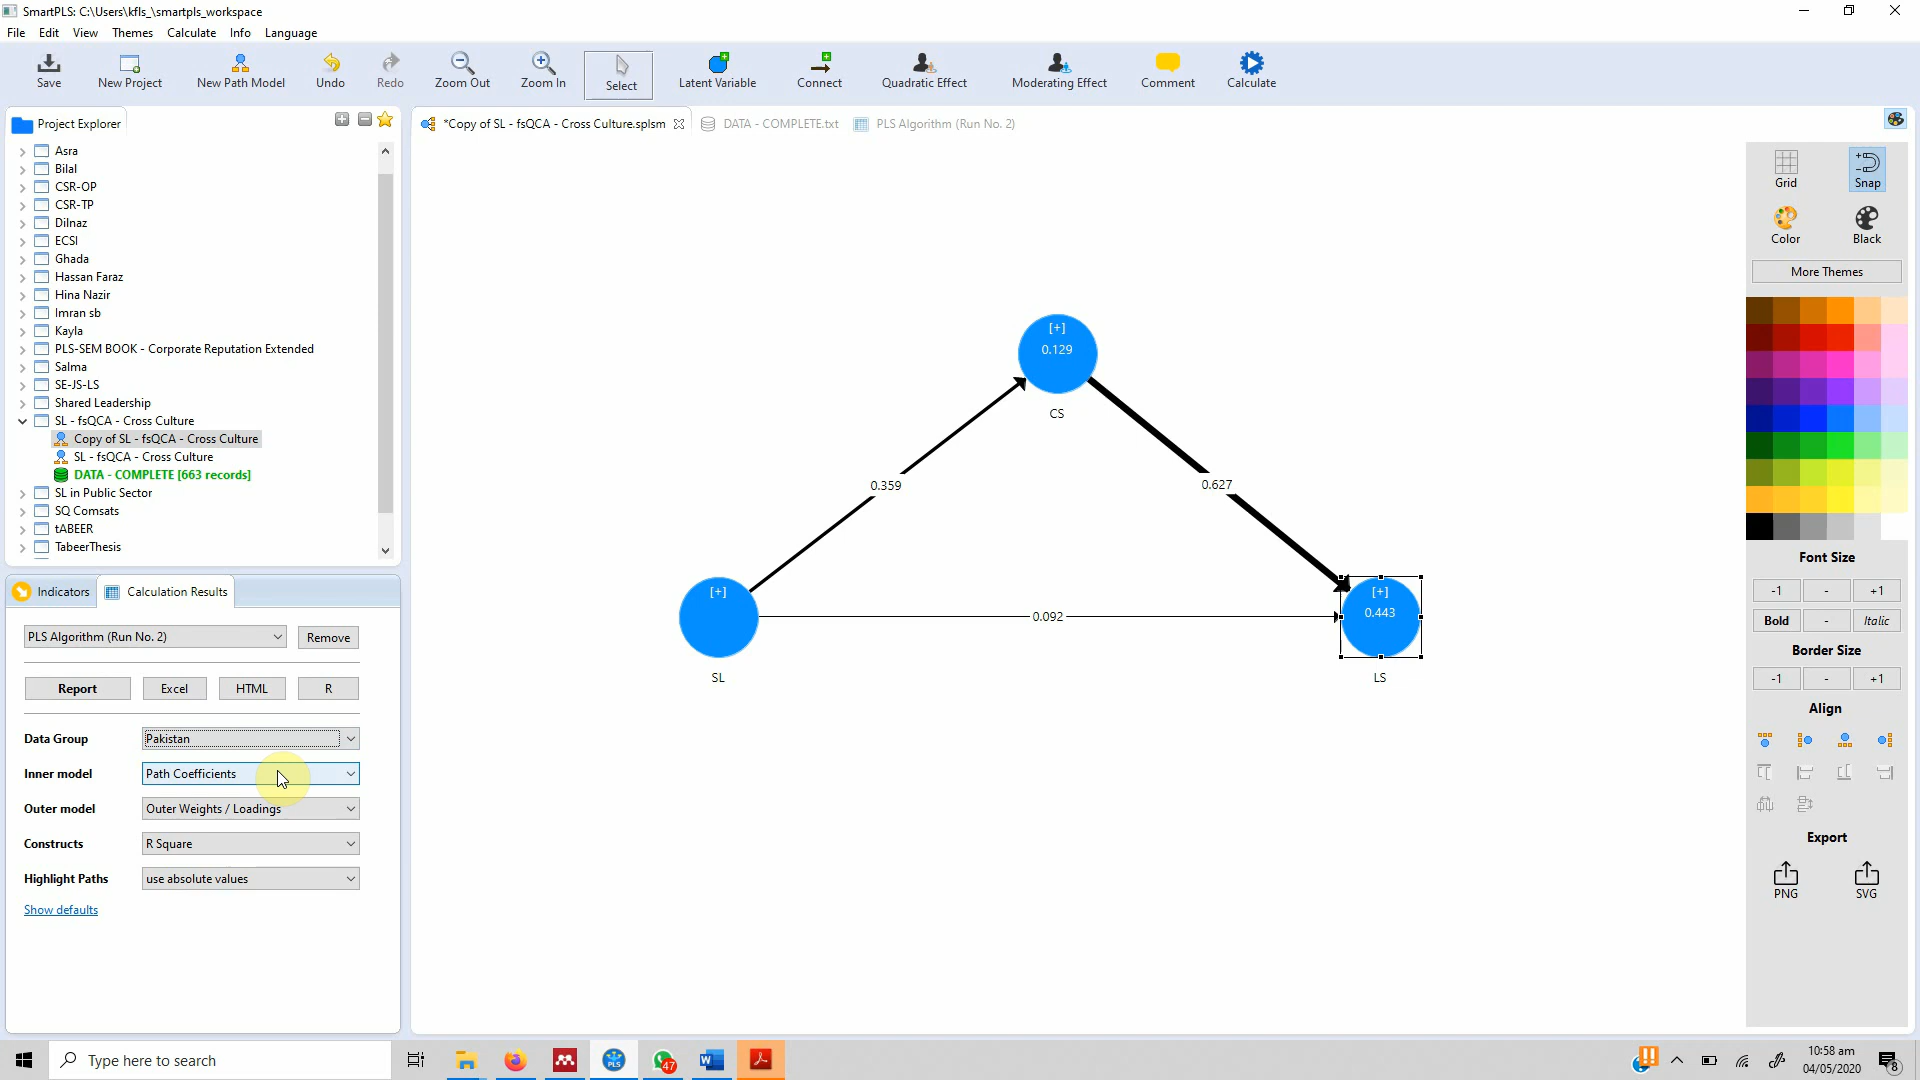 SmartPLS: C:\Users\kfls_\smartpls_workspace
File Edit View Themes Calculate Info Language
Save New Project New Path Model Undo Redo Zoom Out Zoom In Select Latent Variable Connect Quadratic Effect Moderating Effect Comment Calculate
Project Explorer
Asra
Bilal
CSR-OP
CSR-TP
Dilnaz
ECSI
Ghada
Hassan Faraz
Hina Nazir
Imran sb
Kayla
PLS-SEM BOOK - Corporate Reputation Extended
Salma
SE-JS-LS
Shared Leadership
SL - fsQCA - Cross Culture
Copy of SL - fsQCA - Cross Culture
SL - fsQCA - Cross Culture
DATA - COMPLETE [663 records]
SL in Public Sector
SQ Comsats
tABEER
TabeerThesis
Indicators Calculation Results
PLS Algorithm (Run No. 2) Remove
Report Excel HTML R
Data Group Pakistan
Inner model Path Coefficients
Outer model Outer Weights / Loadings
Constructs R Square
Highlight Paths use absolute values
Show defaults
*Copy of SL - fsQCA - Cross Culture.splsm DATA - COMPLETE.txt PLS Algorithm (Run No. 2)
[+]
0.129
CS
0.359
0.627
[+]
SL
0.092
[+]
0.443
LS
Grid Snap
Color Black
More Themes
Font Size
-1 - +1
Bold - Italic
Border Size
-1 - +1
Align
Export
PNG SVG
Type here to search
PLS
47
W
10:58 am
04/05/2020
8